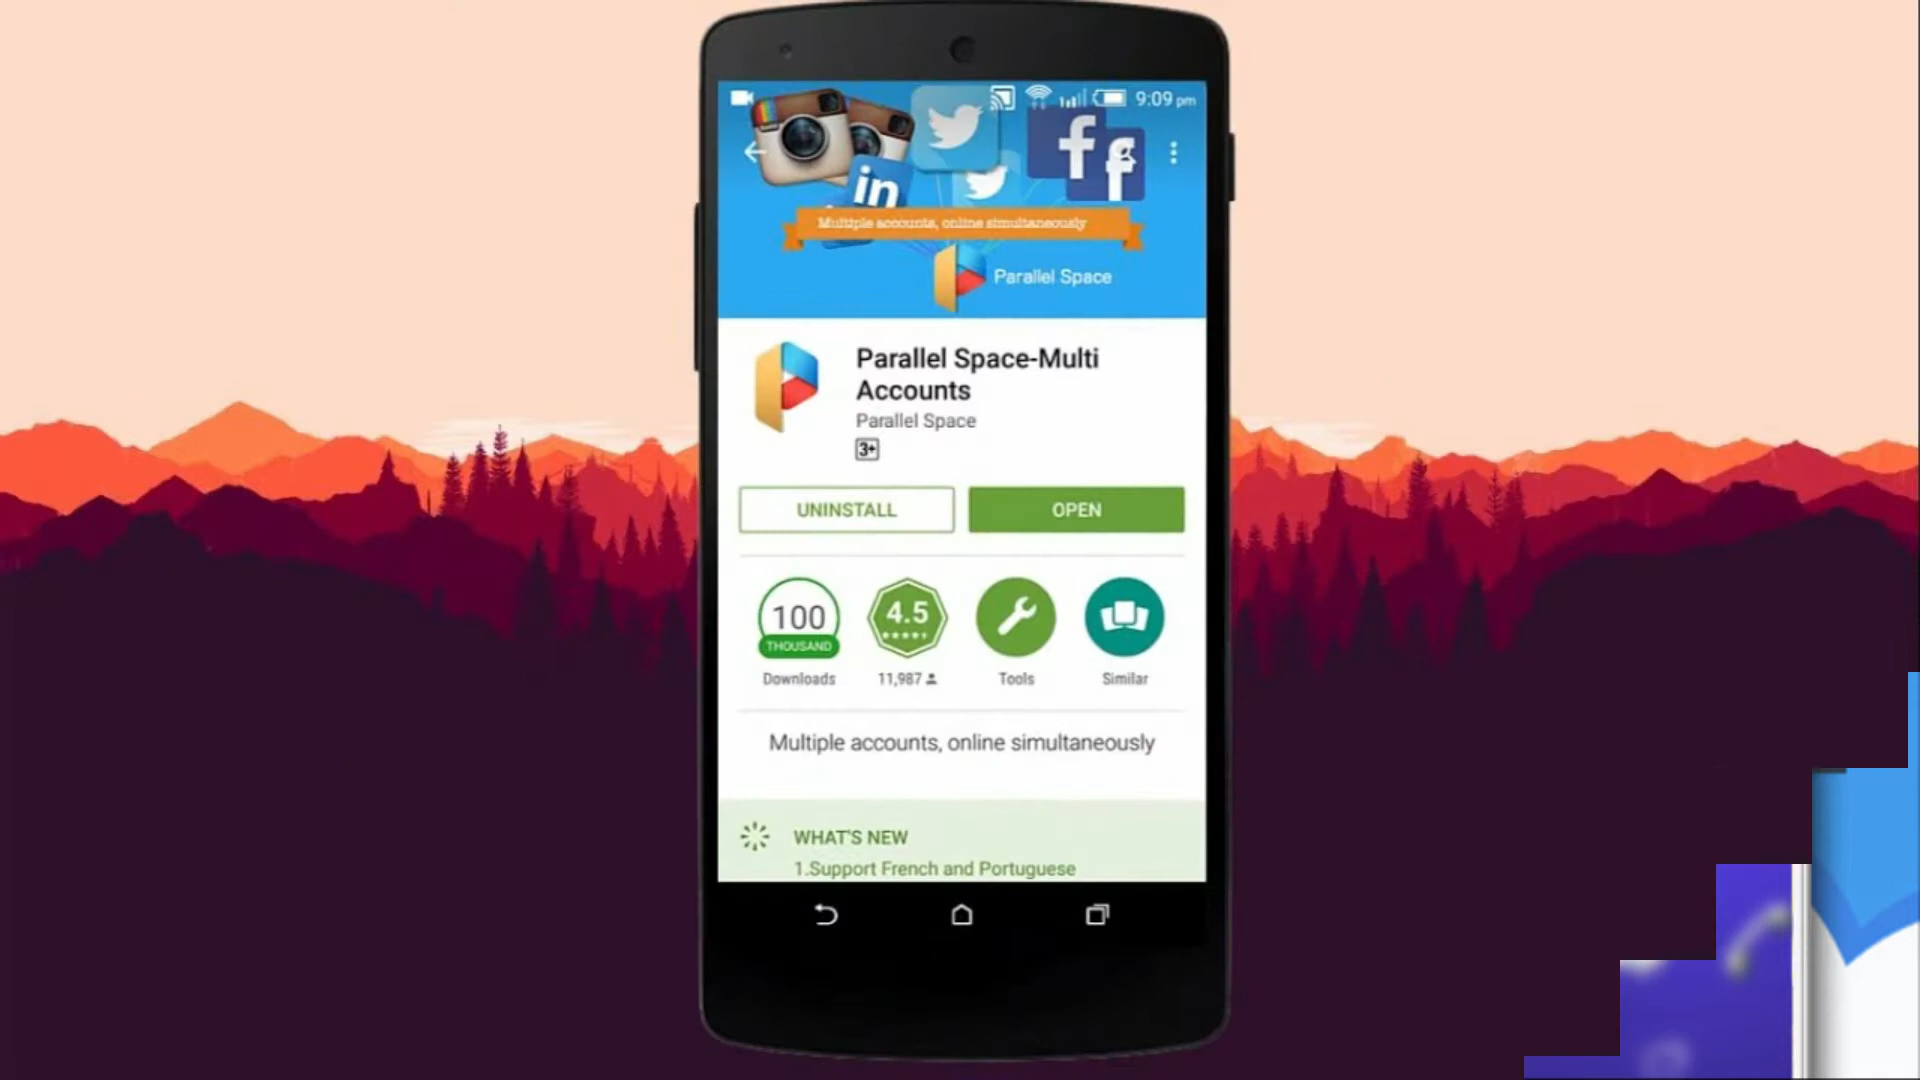 9:09 pm
in
f
f
Multiple accounts, online simultaneously
Parallel Space
Parallel Space-Multi
Accounts
Parallel Space
3+
UNINSTALL
OPEN
100
THOUSAND
4.5
Downloads
11,987
Tools
Similar
Multiple accounts, online simultaneously
WHAT'S NEW
1.Support French and Portuguese